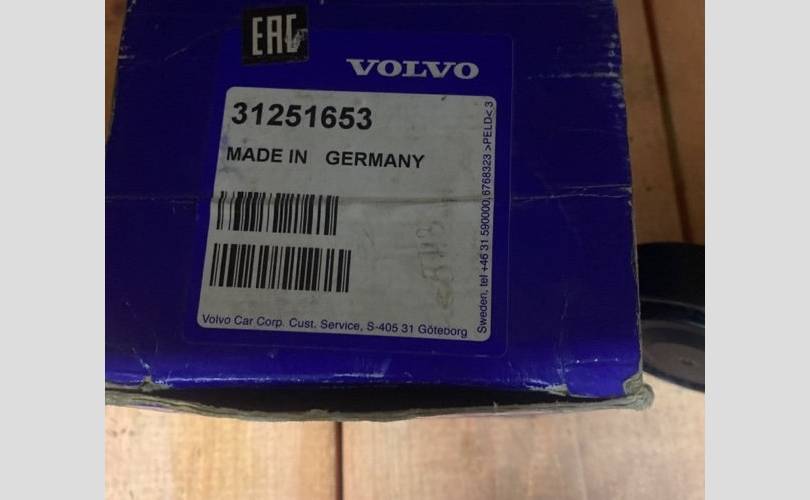 EAC
VOLVO
31251653
MADE IN GERMANY
Volvo Car Corp. Cust. Service, S-405 31 Göteborg
Sweden, tel +46 31 590000, 6768323 >PELD< 3